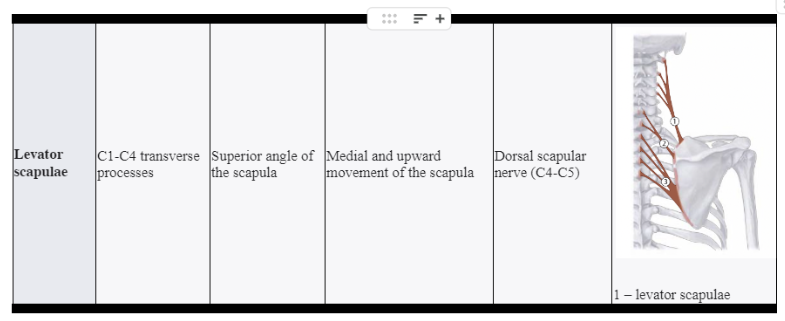 Levator
scapulae
C1-C4 transverse
processes
Superior angle of
the scapula
Medial and upward
movement of the scapula
Dorsal scapular
nerve (C4-C5)
1
2
3
1 – levator scapulae